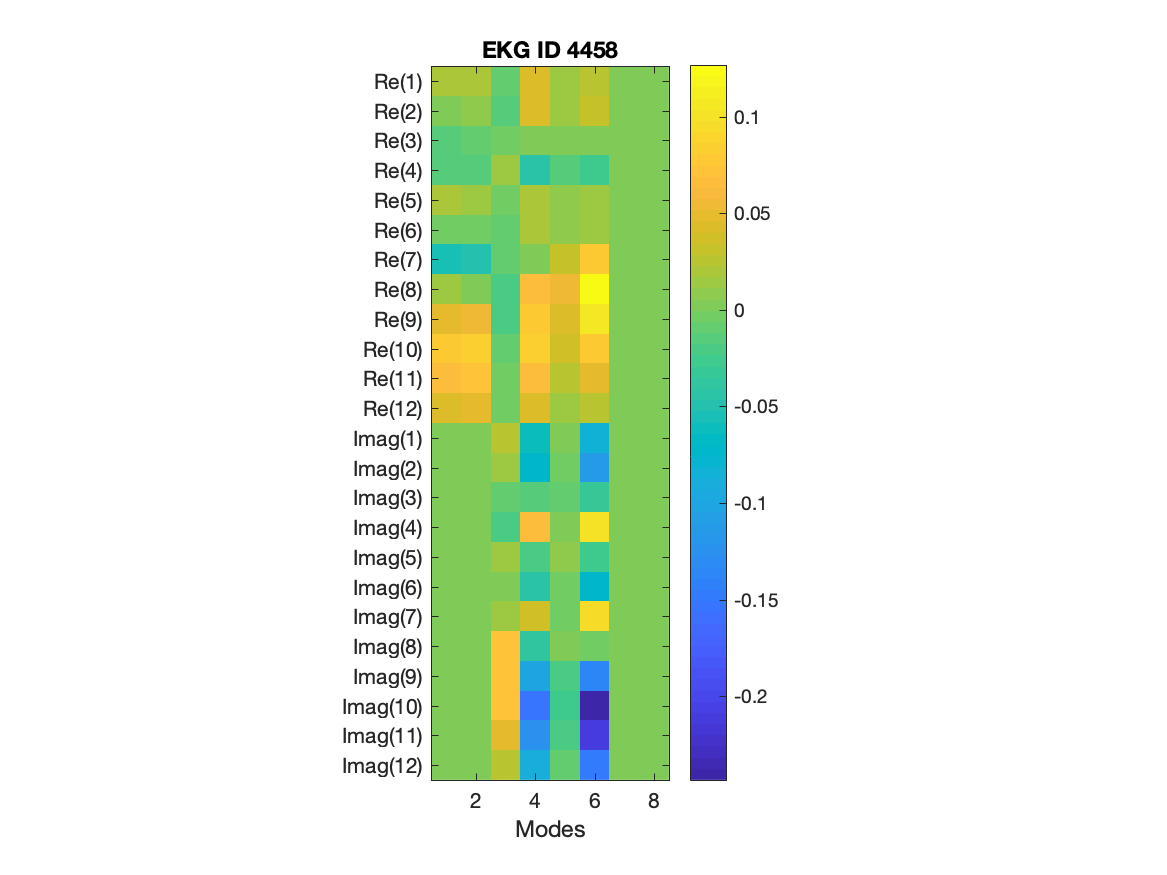 EKG ID 4458
Re(1)
Re(2)
Re(3)
Re(4)
Re(5)
Re(6)
Re(7)
Re(8)
Re(9)
Re(10)
Re(11)
Re(12)
Imag(1)
Imag(2)
Imag(3)
Imag(4)
Imag(5)
Imag(6)
Imag(7)
Imag(8)
Imag(9)
Imag(10)
Imag(11)
Imag(12)
2 4 6 8
Modes
0.1
0.05
0
-0.05
-0.1
-0.15
-0.2